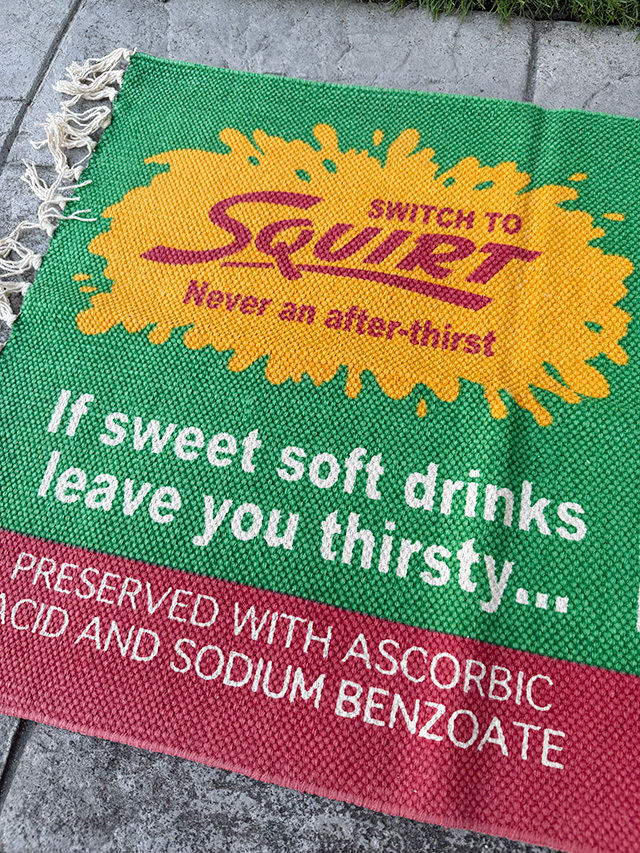 SWITCH TO
SQUIRT
Never an after-thirst
If sweet soft drinks
leave you thirsty...
PRESERVED WITH ASCORBIC
ACID AND SODIUM BENZOATE